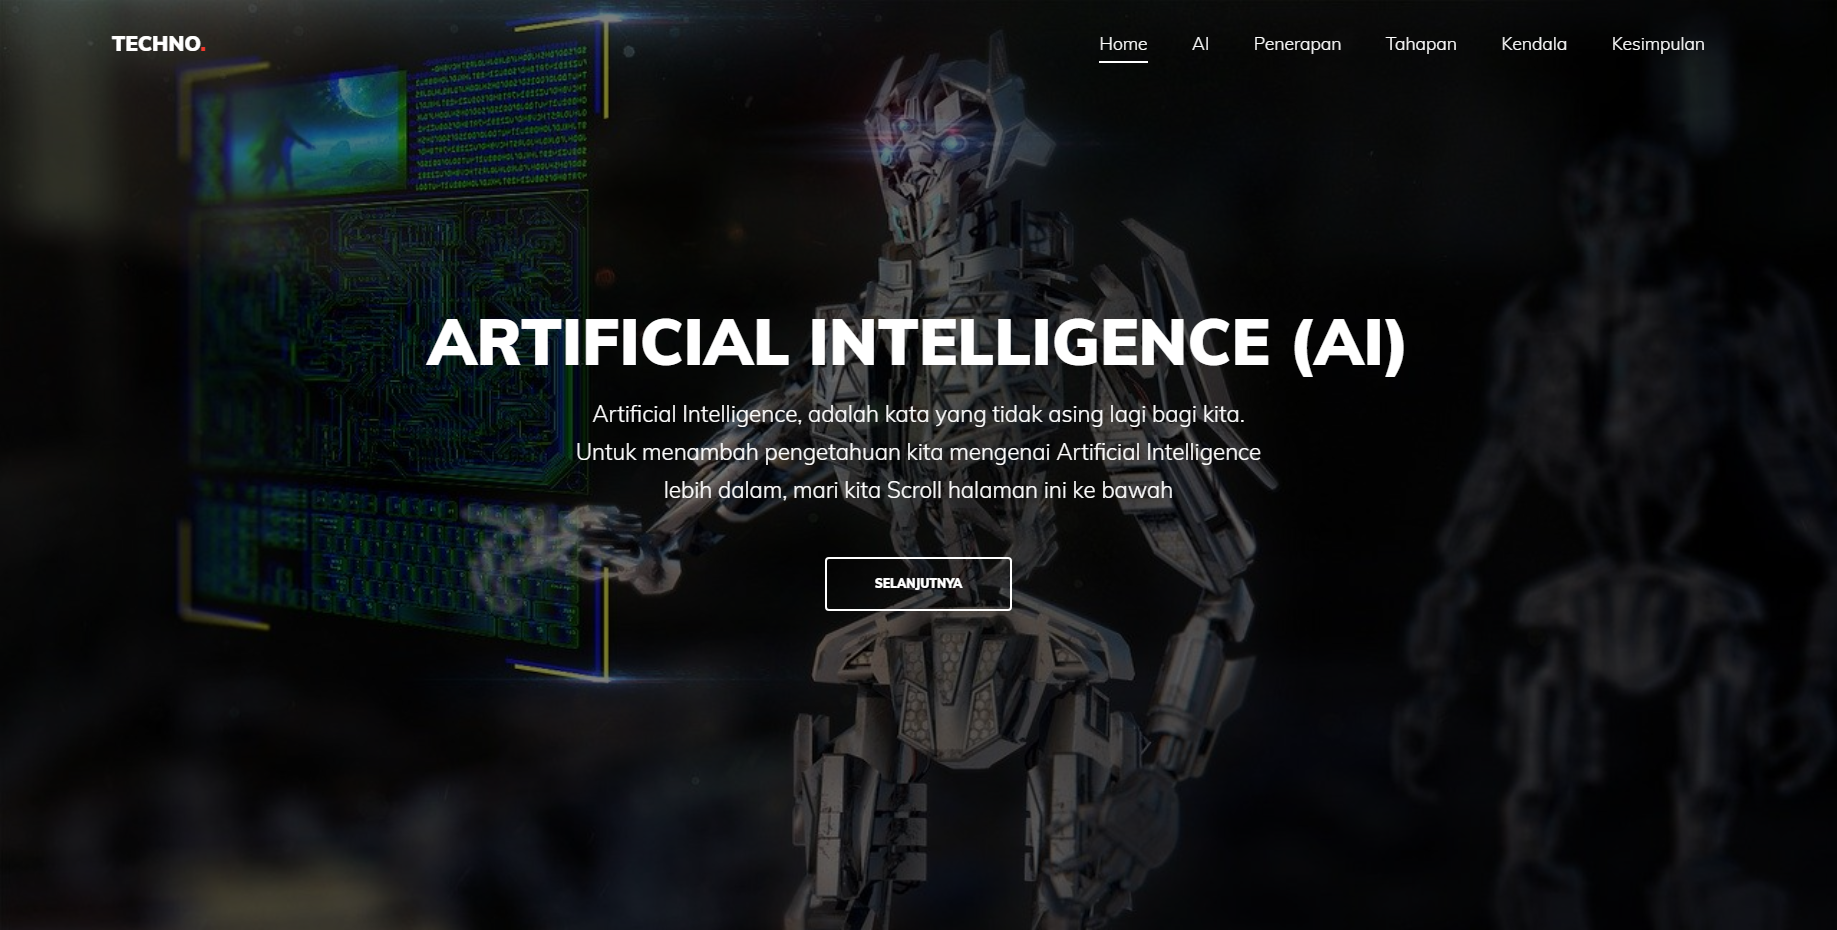 TECHNO.
Home AI Penerapan Tahapan Kendala Kesimpulan
ARTIFICIAL INTELLIGENCE (AI)
Artificial Intelligence, adalah kata yang tidak asing lagi bagi kita.
Untuk menambah pengetahuan kita mengenai Artificial Intelligence
lebih dalam, mari kita Scroll halaman ini ke bawah
SELANJUTNYA